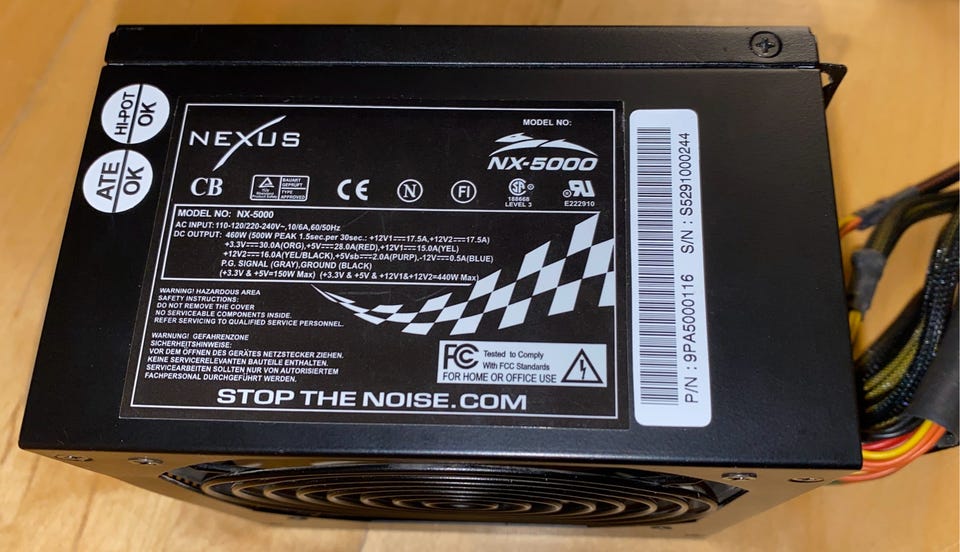 HI-POT
OK
ATE
OK
NEXUS
MODEL NO:
NX-5000
CB
TÜV
BAUART
GEPRÜFT
TYPE
APPROVED
CE
N
FI
SA
188668
LEVEL 3
RU
E222910
MODEL NO: NX-5000
AC INPUT: 110-120/220-240V~,10/6A,60/50Hz
DC OUTPUT: 460W (500W PEAK 1.5sec.per 30sec.: +12V1⎓17.5A,+12V2⎓17.5A)
+3.3V⎓30.0A(ORG),+5V⎓28.0A(RED),+12V1⎓15.0A(YEL)
+12V2⎓16.0A(YEL/BLACK),+5Vsb⎓2.0A(PURP),-12V⎓0.5A(BLUE)
P.G. SIGNAL (GRAY),GROUND (BLACK)
(+3.3V & +5V=150W Max) (+3.3V & +5V & +12V1&+12V2=440W Max)
WARNING! HAZARDOUS AREA
SAFETY INSTRUCTIONS:
DO NOT REMOVE THE COVER
NO SERVICEABLE COMPONENTS INSIDE.
REFER SERVICING TO QUALIFIED SERVICE PERSONNEL.
WARNUNG! GEFAHRENZONE
SICHERHEITSHINWEISE:
VOR DEM ÖFFNEN DES GERÄTES NETZSTECKER ZIEHEN.
KEINE SERVICERELEVANTEN BAUTEILE ENTHALTEN.
SERVICEARBEITEN SOLLTEN NUR VON AUTORISIERTEM
FACHPERSONAL DURCHGEFÜHRT WERDEN.
FC Tested to Comply
With FCC Standards
FOR HOME OR OFFICE USE
STOP THE NOISE.COM
P/N : 9PA5000116 S/N : S5291000244